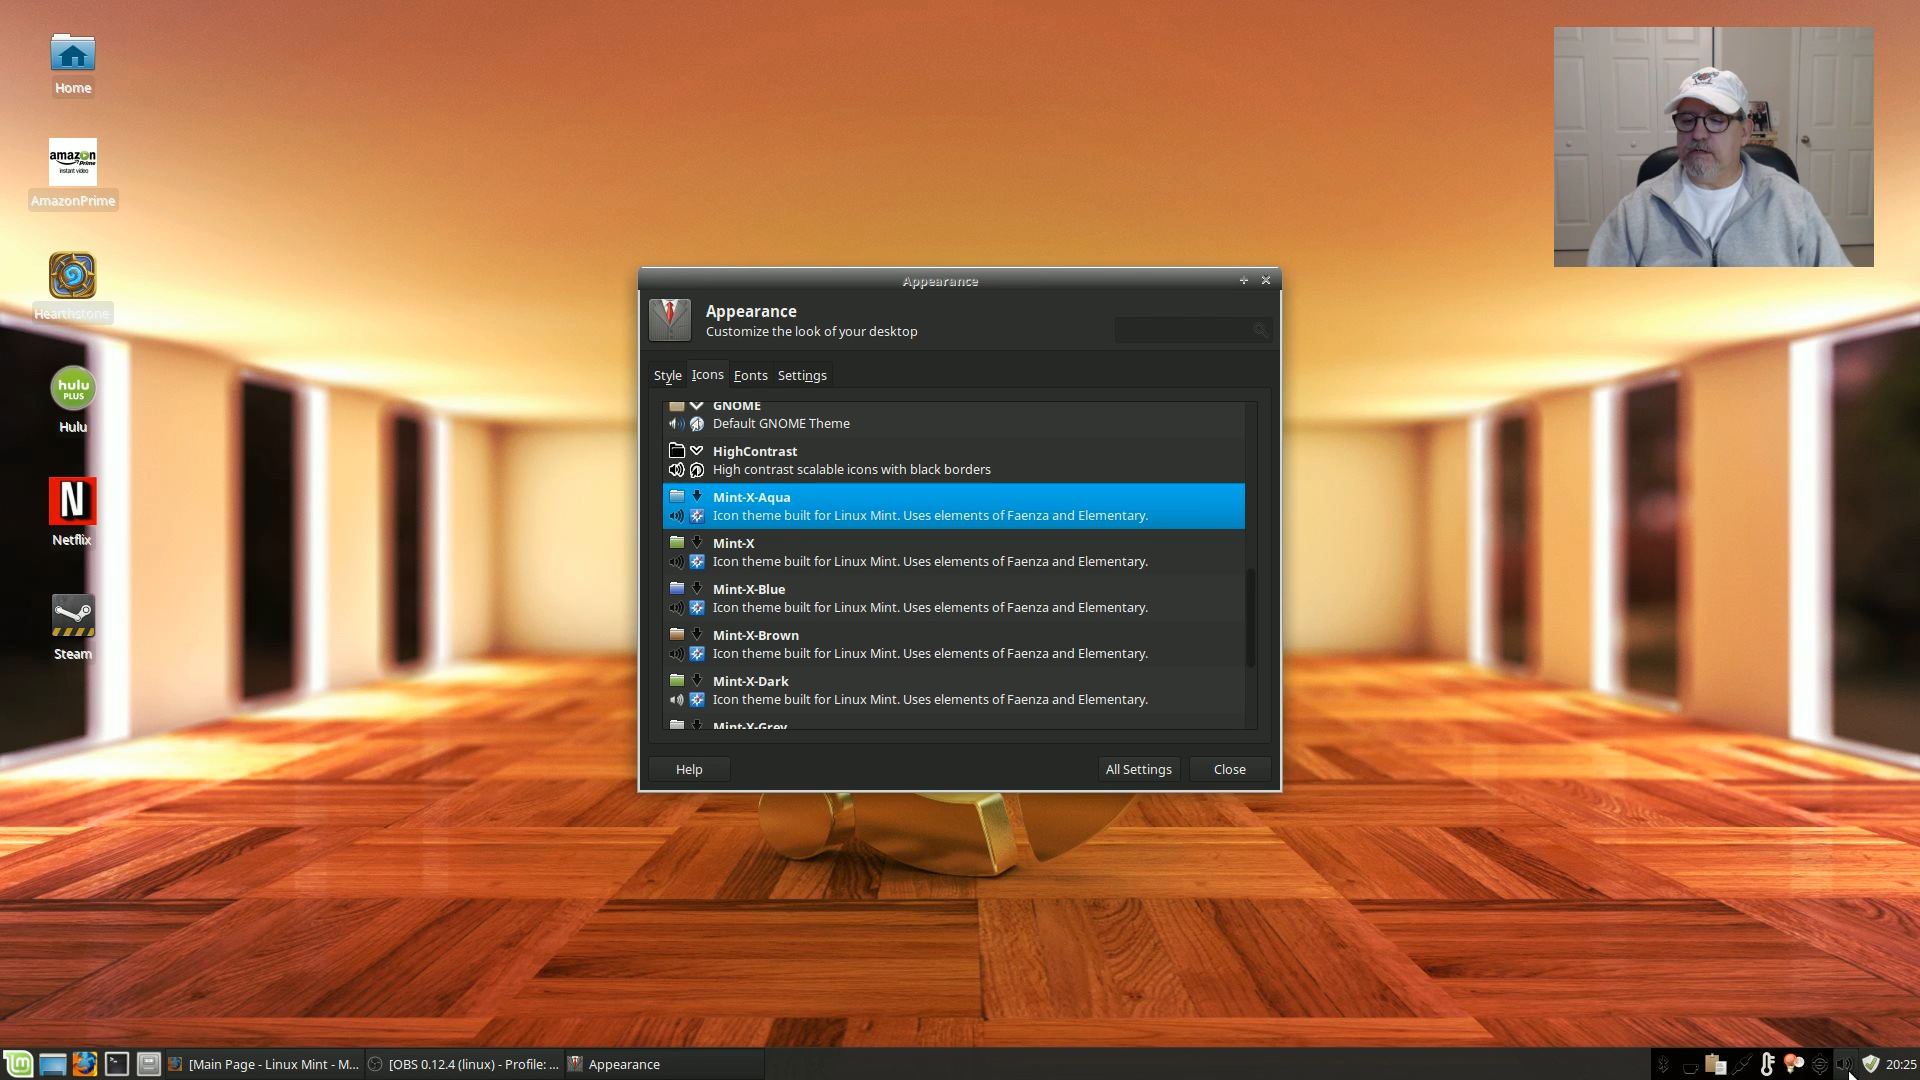 Home
amazon
Prime
instant video
AmazonPrime
Hearthstone
hulu
PLUS
Hulu
N
Netflix
Steam
Appearance
Appearance
Customize the look of your desktop
Style Icons Fonts Settings
GNOME
Default GNOME Theme
HighContrast
High contrast scalable icons with black borders
Mint-X-Aqua
Icon theme built for Linux Mint. Uses elements of Faenza and Elementary.
Mint-X
Icon theme built for Linux Mint. Uses elements of Faenza and Elementary.
Mint-X-Blue
Icon theme built for Linux Mint. Uses elements of Faenza and Elementary.
Mint-X-Brown
Icon theme built for Linux Mint. Uses elements of Faenza and Elementary.
Mint-X-Dark
Icon theme built for Linux Mint. Uses elements of Faenza and Elementary.
Mint-X-Grey
Help All Settings Close
[Main Page - Linux Mint - M... [OBS 0.12.4 (linux) - Profile: ... Appearance 20:25